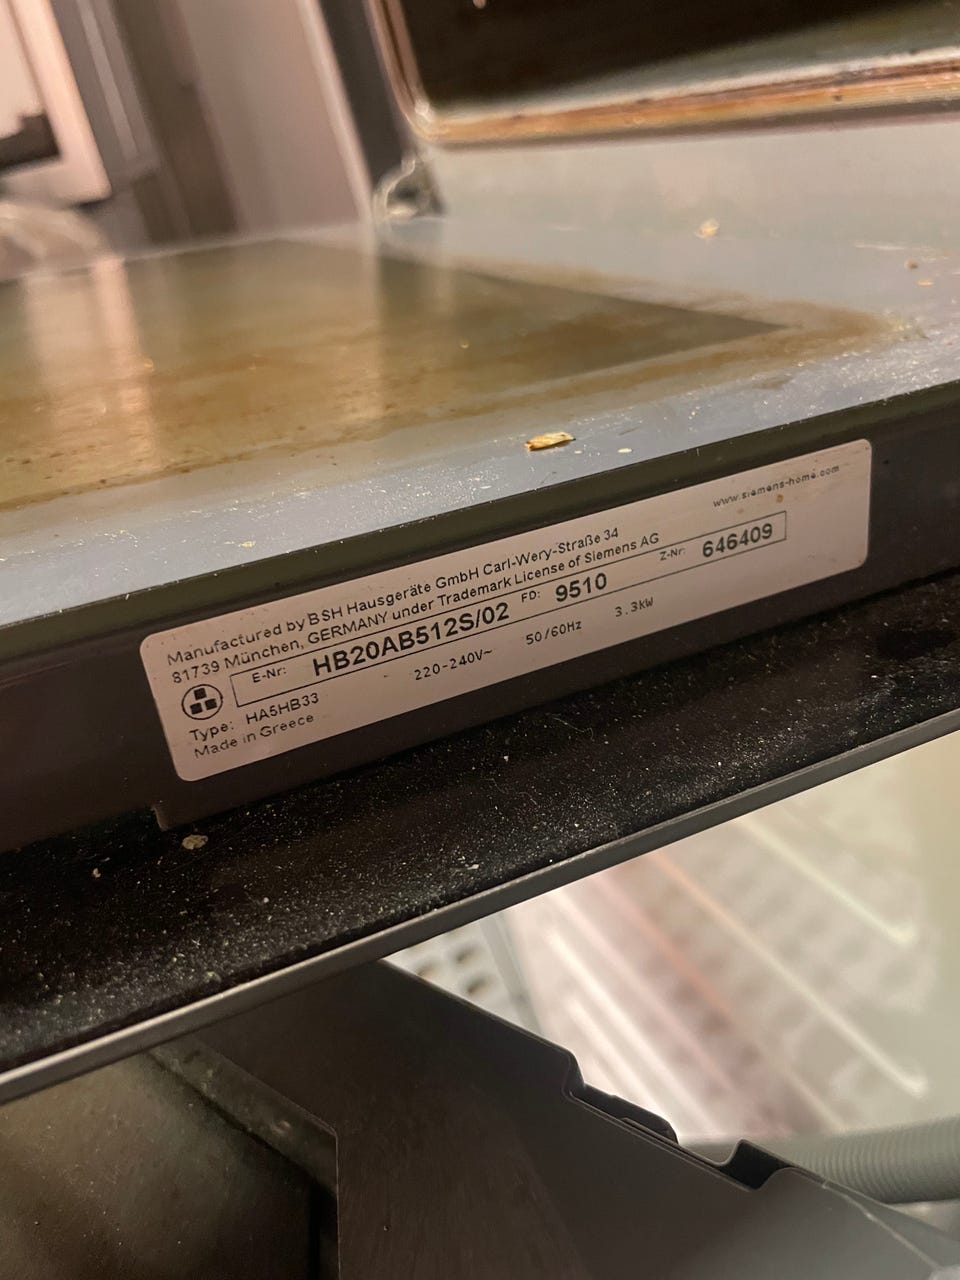 www.siemens-home.com
Manufactured by BSH Hausgeräte GmbH Carl-Wery-Straße 34
81739 München, GERMANY under Trademark License of Siemens AG
E-Nr: HB20AB512S/02 FD: 9510 Z-Nr: 646409
220-240V~ 50/60Hz 3.3KW
Type: HA5HB33
Made in Greece